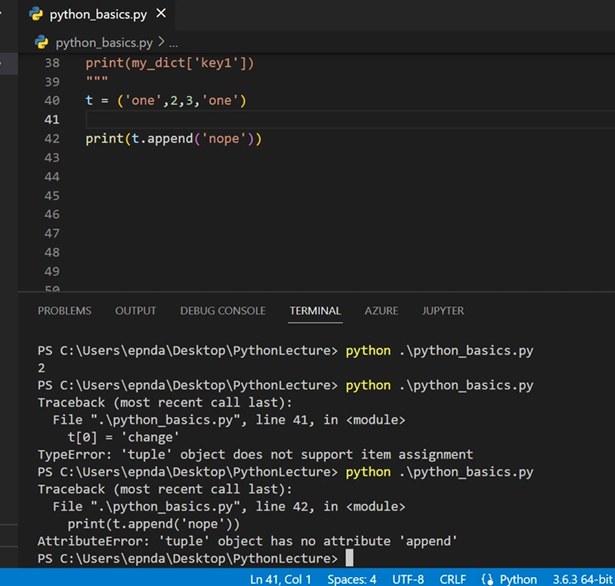 python_basics.py ×
python_basics.py > ...
38 print(my_dict['key1'])
39 """
40 t = ('one',2,3,'one')
41
42 print(t.append('nope'))
43
44
45
46
47
48
49
50
PROBLEMS OUTPUT DEBUG CONSOLE TERMINAL AZURE JUPYTER
PS C:\Users\epnda\Desktop\PythonLecture> python .\python_basics.py
2
PS C:\Users\epnda\Desktop\PythonLecture> python .\python_basics.py
Traceback (most recent call last):
  File ".\python_basics.py", line 41, in <module>
    t[0] = 'change'
TypeError: 'tuple' object does not support item assignment
PS C:\Users\epnda\Desktop\PythonLecture> python .\python_basics.py
Traceback (most recent call last):
  File ".\python_basics.py", line 42, in <module>
    print(t.append('nope'))
AttributeError: 'tuple' object has no attribute 'append'
PS C:\Users\epnda\Desktop\PythonLecture>
Ln 41, Col 1 Spaces: 4 UTF-8 CRLF Python 3.6.3 64-bit